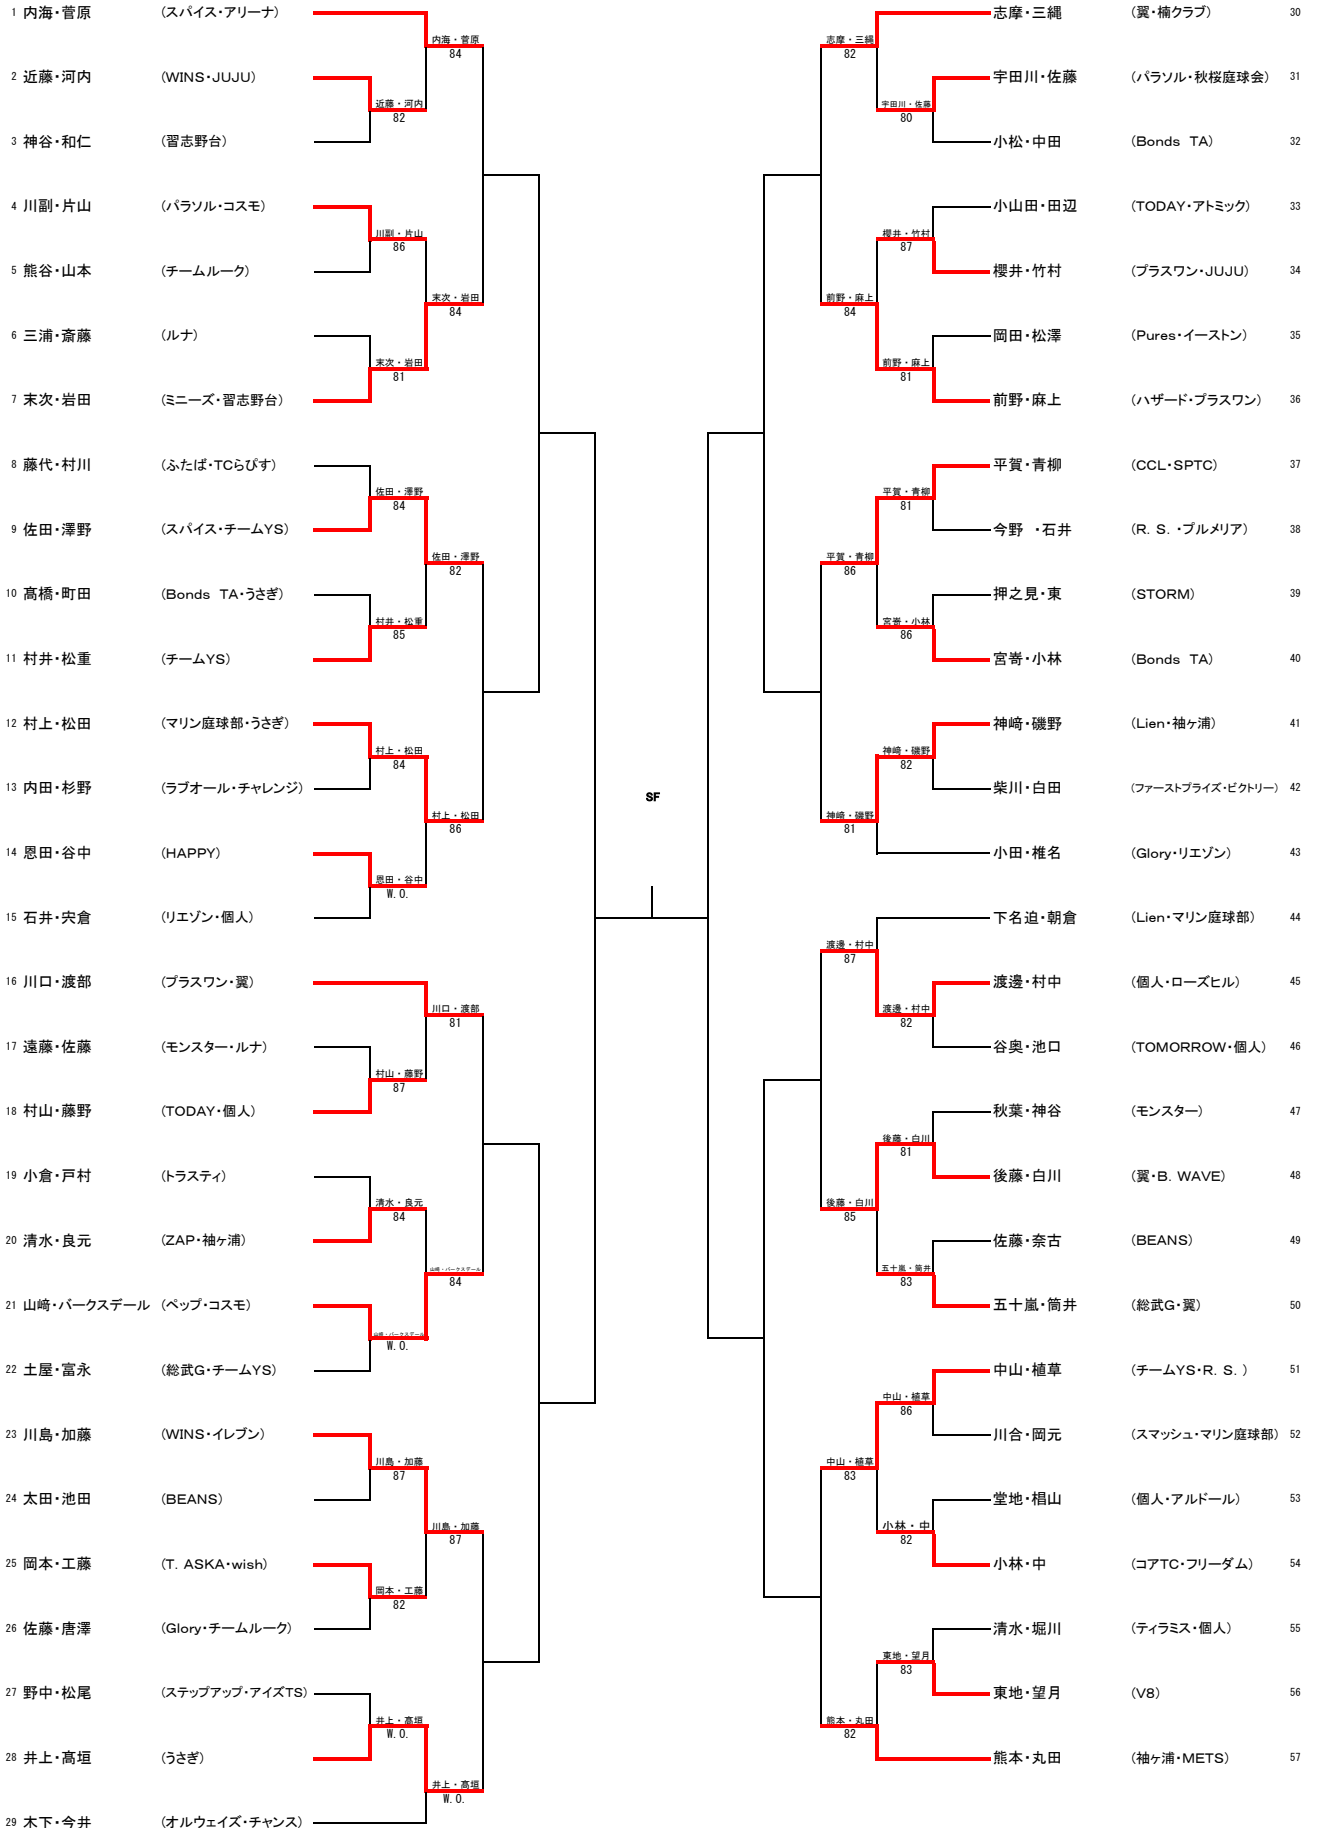 1 内海・菅原 (スパイス・アリーナ)
内海・菅原
84
2 近藤・河内 (WINS・JUJU)
近藤・河内
82
3 神谷・和仁 (習志野台)
4 川副・片山 (パラソル・コスモ)
川副・片山
86
5 熊谷・山本 (チームルーク)
末次・岩田
84
6 三浦・斎藤 (ルナ)
末次・岩田
81
7 末次・岩田 (ミニーズ・習志野台)
8 藤代・村川 (ふたば・TCらぴす)
佐田・澤野
84
9 佐田・澤野 (スパイス・チームYS)
佐田・澤野
82
10 髙橋・町田 (Bonds TA・うさぎ)
村井・松重
85
11 村井・松重 (チームYS)
12 村上・松田 (マリン庭球部・うさぎ)
村上・松田
84
13 内田・杉野 (ラブオール・チャレンジ)
村上・松田
86
14 恩田・谷中 (HAPPY)
恩田・谷中
W.O.
15 石井・宍倉 (リエゾン・個人)
16 川口・渡部 (プラスワン・翼)
川口・渡部
81
17 遠藤・佐藤 (モンスター・ルナ)
村山・藤野
87
18 村山・藤野 (TODAY・個人)
19 小倉・戸村 (トラスティ)
清水・良元
84
20 清水・良元 (ZAP・袖ヶ浦)
山﨑・バークスデール
84
21 山﨑・バークスデール (ペップ・コスモ)
山﨑・バークスデール
W.O.
22 土屋・富永 (総武G・チームYS)
23 川島・加藤 (WINS・イレブン)
川島・加藤
87
24 太田・池田 (BEANS)
川島・加藤
87
25 岡本・工藤 (T. ASKA・wish)
岡本・工藤
82
26 佐藤・唐澤 (Glory・チームルーク)
27 野中・松尾 (ステップアップ・アイズTS)
井上・髙垣
W.O.
28 井上・髙垣 (うさぎ)
井上・髙垣
W.O.
29 木下・今井 (オルウェイズ・チャンス)
SF
志摩・三縄 (翼・楠クラブ) 30
志摩・三縄
82
宇田川・佐藤 (パラソル・秋桜庭球会) 31
宇田川・佐藤
80
小松・中田 (Bonds TA) 32
小山田・田辺 (TODAY・アトミック) 33
櫻井・竹村
87
櫻井・竹村 (プラスワン・JUJU) 34
前野・麻上
84
岡田・松澤 (Pures・イーストン) 35
前野・麻上
81
前野・麻上 (ハザード・プラスワン) 36
平賀・青柳 (CCL・SPTC) 37
平賀・青柳
81
今野 ・石井 (R. S. ・プルメリア) 38
平賀・青柳
86
押之見・東 (STORM) 39
宮嵜・小林
86
宮嵜・小林 (Bonds TA) 40
神﨑・磯野 (Lien・袖ヶ浦) 41
神﨑・磯野
82
柴川・白田 (ファーストプライズ・ビクトリー) 42
神﨑・磯野
81
小田・椎名 (Glory・リエゾン) 43
下名迫・朝倉 (Lien・マリン庭球部) 44
渡邊・村中
87
渡邊・村中 (個人・ローズヒル) 45
渡邊・村中
82
谷奥・池口 (TOMORROW・個人) 46
秋葉・神谷 (モンスター) 47
後藤・白川
81
後藤・白川 (翼・B. WAVE) 48
後藤・白川
85
佐藤・奈古 (BEANS) 49
五十嵐・筒井
83
五十嵐・筒井 (総武G・翼) 50
中山・植草 (チームYS・R. S. ) 51
中山・植草
86
川合・岡元 (スマッシュ・マリン庭球部) 52
中山・植草
83
堂地・椙山 (個人・アルドール) 53
小林・中
82
小林・中 (コアTC・フリーダム) 54
清水・堀川 (ティラミス・個人) 55
東地・望月
83
東地・望月 (V8) 56
熊本・丸田
82
熊本・丸田 (袖ヶ浦・METS) 57